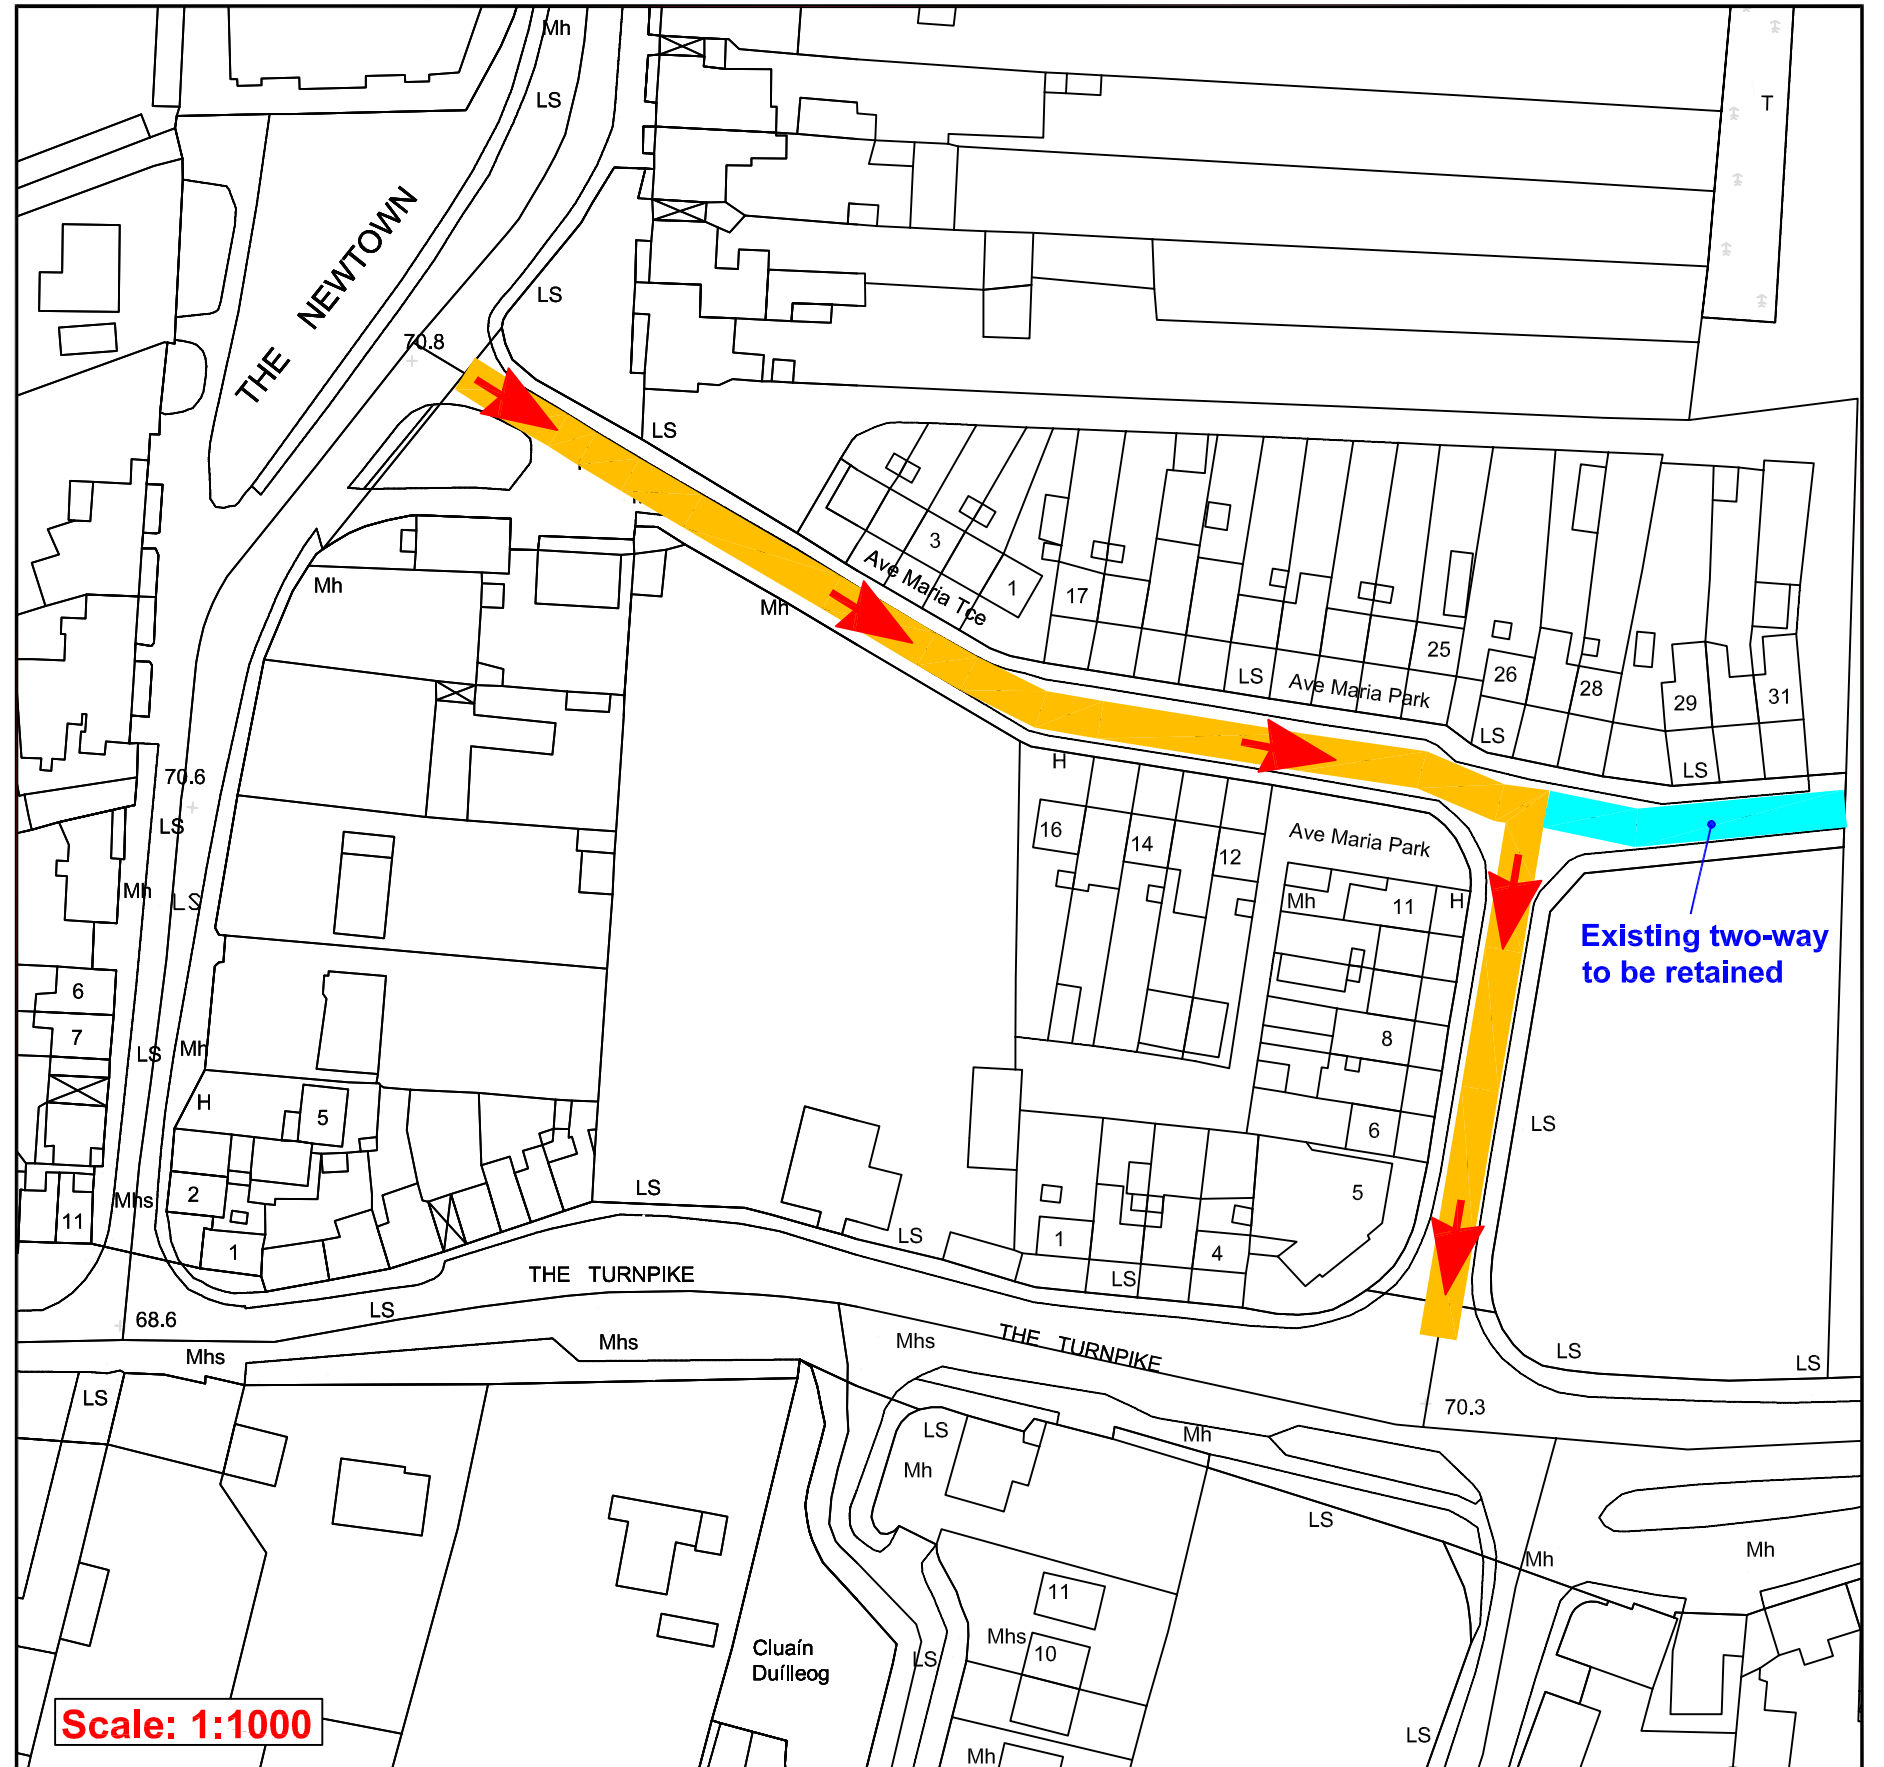 Mh
LS
T
THE NEWTOWN
LS
70.8
LS
3
Ave Maria Tce
1
17
Mh
Mh
25
LS
Ave Maria Park
26
28
29
31
LS
LS
H
70.6
LS
16
14
12
Ave Maria Park
Mh
LS
Mh
11
H
Existing two-way
to be retained
6
7
LS
Mh
8
H
5
6
LS
2
Mhs
11
1
LS
LS
1
4
5
LS
THE TURNPIKE
LS
68.6
Mhs
Mhs
Mhs
THE TURNPIKE
LS
LS
LS
70.3
LS
Mh
Mh
LS
Mh
Mh
11
Mhs
10
Cluaín
Duílleog
LS
Scale: 1:1000
LS
Mh